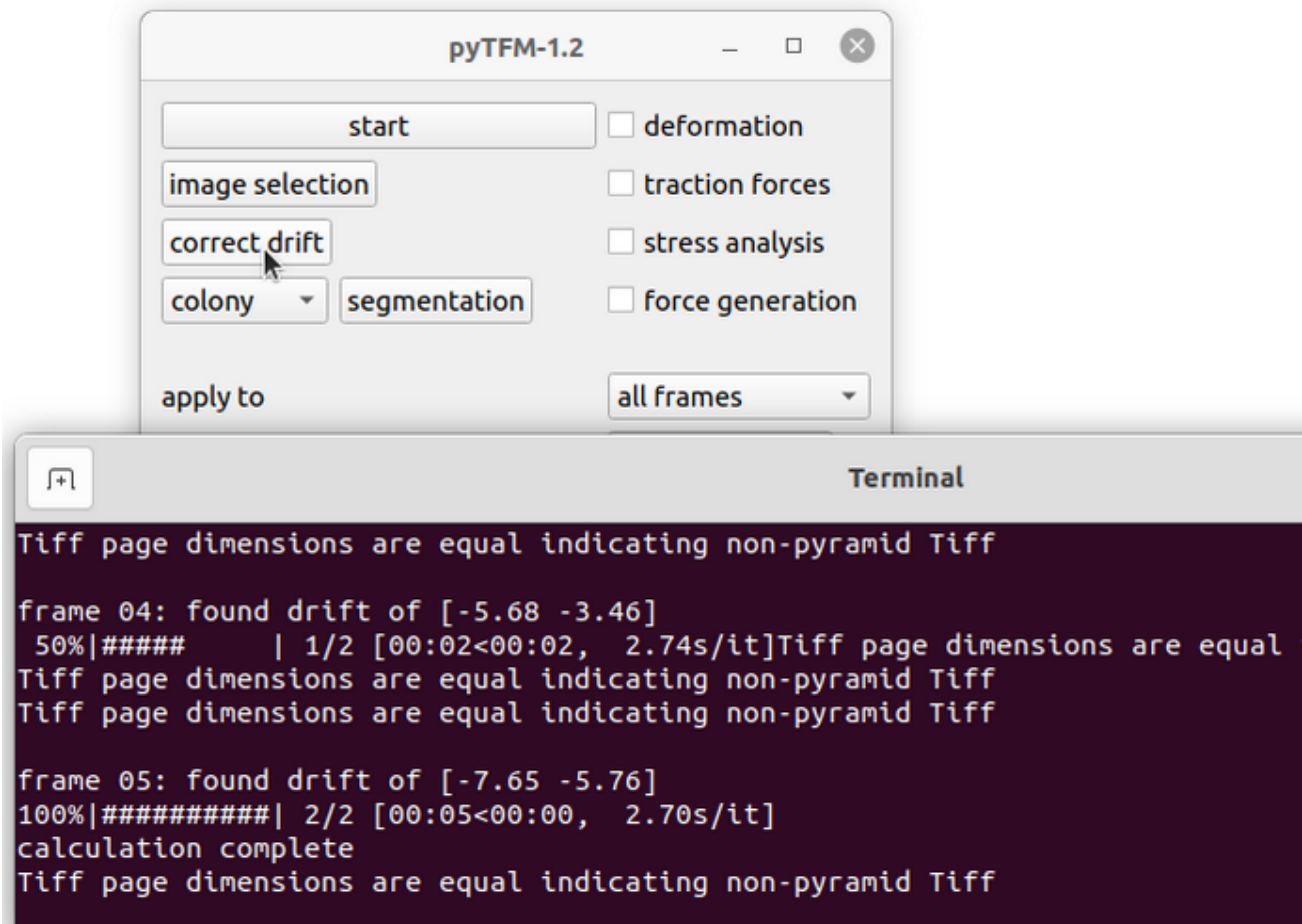 pyTFM-1.2
start
deformation
image selection
traction forces
correct drift
stress analysis
colony
segmentation
force generation
apply to
all frames
Terminal
Tiff page dimensions are equal indicating non-pyramid Tiff
frame 04: found drift of [-5.68 -3.46]
50%|#####     | 1/2 [00:02<00:02,  2.74s/it]Tiff page dimensions are equal
Tiff page dimensions are equal indicating non-pyramid Tiff
Tiff page dimensions are equal indicating non-pyramid Tiff
frame 05: found drift of [-7.65 -5.76]
100%|##########| 2/2 [00:05<00:00,  2.70s/it]
calculation complete
Tiff page dimensions are equal indicating non-pyramid Tiff